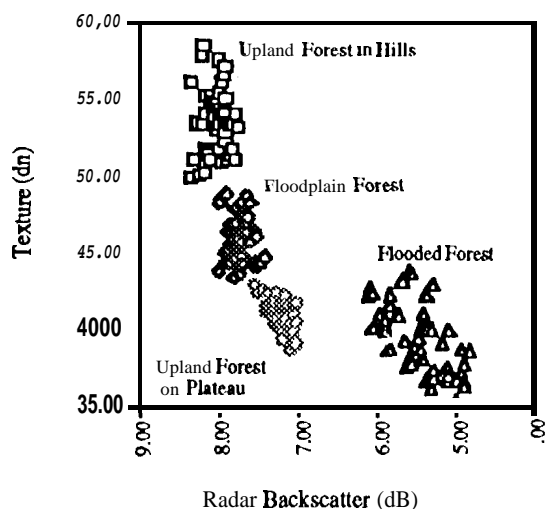 60,00
Upland Forest in Hills
55.00
50.00
Floodplain Forest
Texture (dn)
45.00
Flooded Forest
4000
Upland Forest
on Plateau
35.00
9.00
8.00
7.00
6.00
5.00
.00
Radar Backscatter (dB)